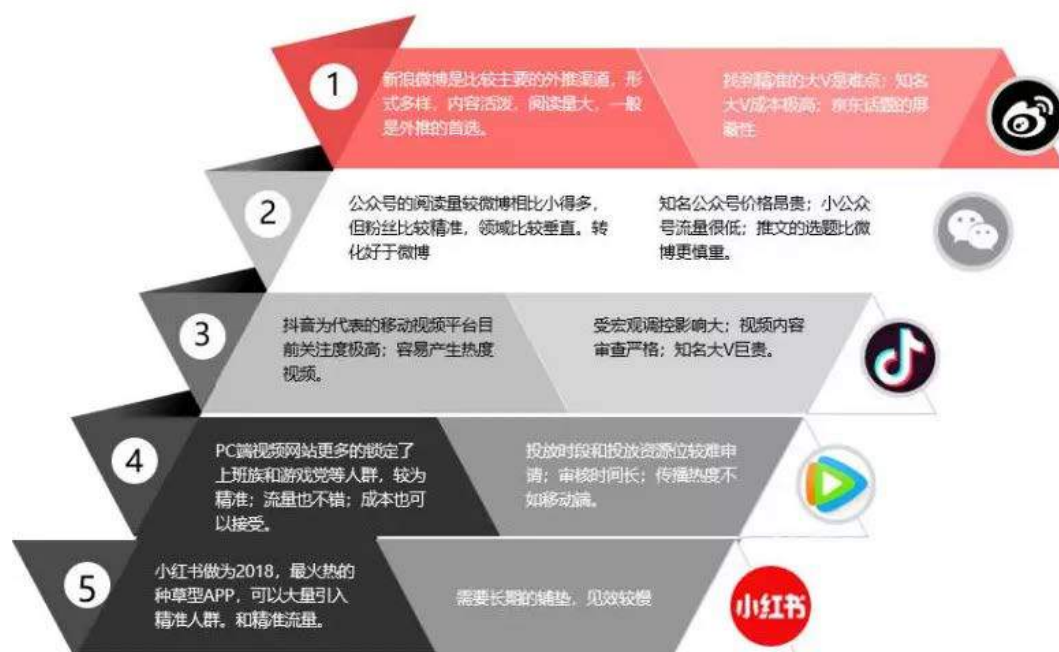 1
新浪微博是比较主要的外推渠道，形
式多样，内容活泼，阅读量大，一般
是外推的首选。
找到精准的大V是难点；知名
大V成本极高；京东话题的屏
蔽性
2
公众号的阅读量较微博相比小得多，
但粉丝比较精准，领域比较垂直。转
化好于微博
知名公众号价格昂贵；小公众
号流量很低；推文的选题比微
博更慎重。
3
抖音为代表的移动视频平台目
前关注度极高；容易产生热度
视频。
受宏观调控影响大；视频内容
审查严格；知名大V巨贵。
4
PC端视频网站更多的锁定了
上班族和游戏党等人群，较为
精准；流量也不错；成本也可
以接受。
投放时段和投放资源位较难申
请；审核时间长；传播热度不
如移动端。
5
小红书做为2018，最火热的
种草型APP，可以大量引入
精准人群。和精准流量。
需要长期的铺垫，见效较慢
小红书